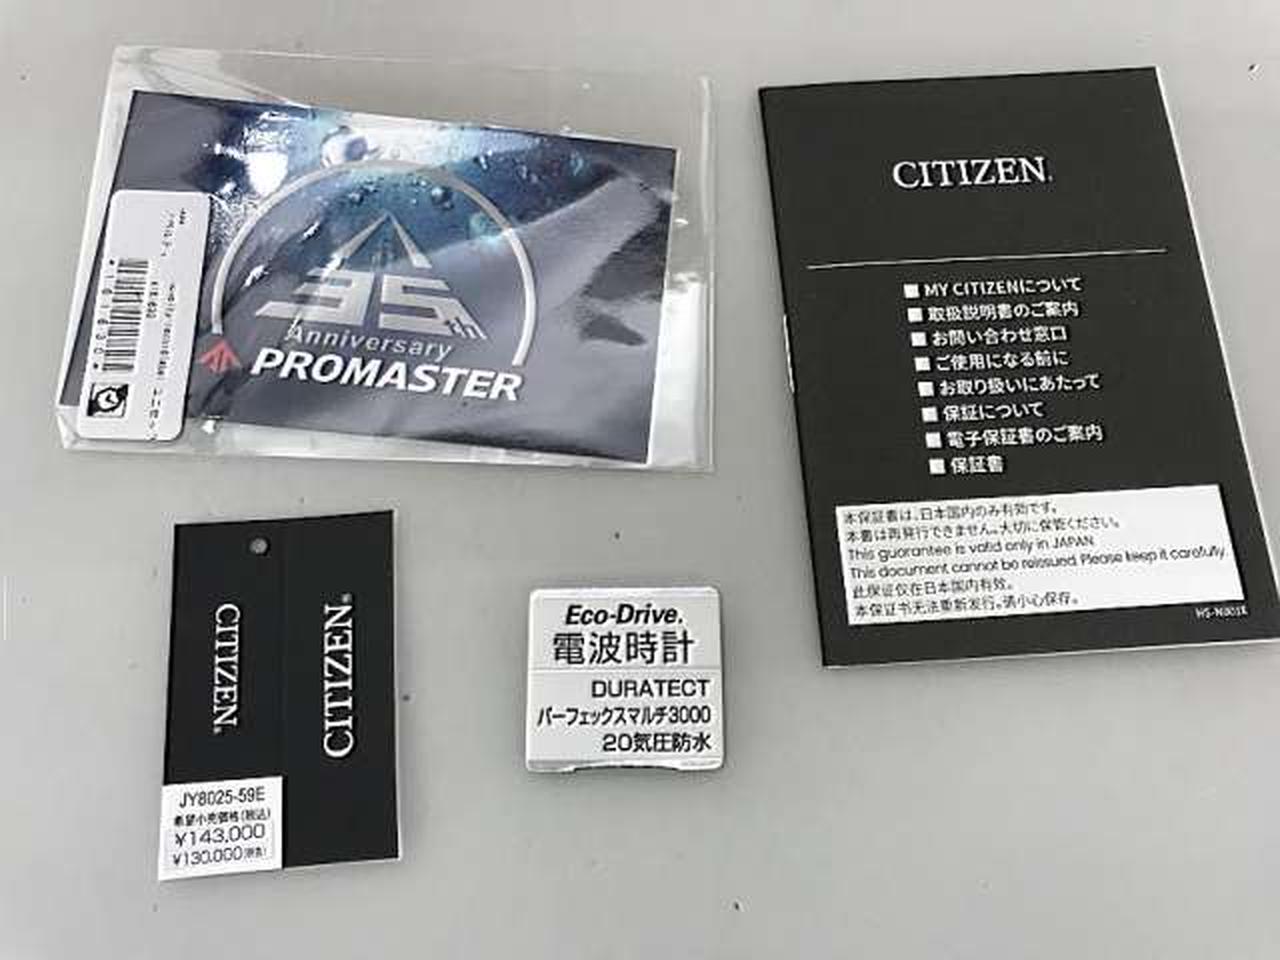 35th
Anniversary
PROMASTER
CITIZEN
■ MY CITIZENについて
■ 取扱説明書のご案内
■ お問い合わせ窓口
■ ご使用になる前に
■ お取り扱いにあたって
■ 保証について
■ 電子保証書のご案内
■ 保証書
本保証書は、日本国内のみ有効です。
本書は再発行できません。大切に保管ください。
This guarantee is valid only in JAPAN.
This document cannot be reissued. Please keep it carefully.
此保证仅在日本国内有效。
本保证书无法重新发行。请小心保存。
CITIZEN
CITIZEN
JY8025-59E
希望小売価格(税込)
¥143,000
¥130,000(税抜)
Eco-Drive.
電波時計
DURATECT
パーフェックスマルチ3000
20気圧防水